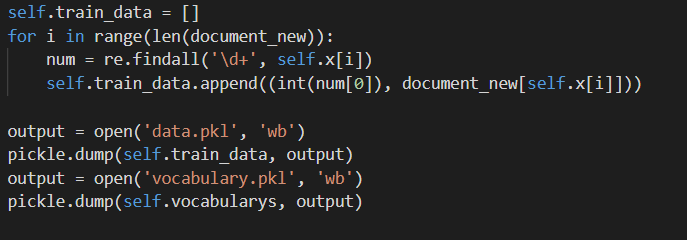 self.train_data = []
for i in range(len(document_new)):
    num = re.findall('\d+', self.x[i])
    self.train_data.append((int(num[0]), document_new[self.x[i]]))

output = open('data.pkl', 'wb')
pickle.dump(self.train_data, output)
output = open('vocabulary.pkl', 'wb')
pickle.dump(self.vocabularys, output)